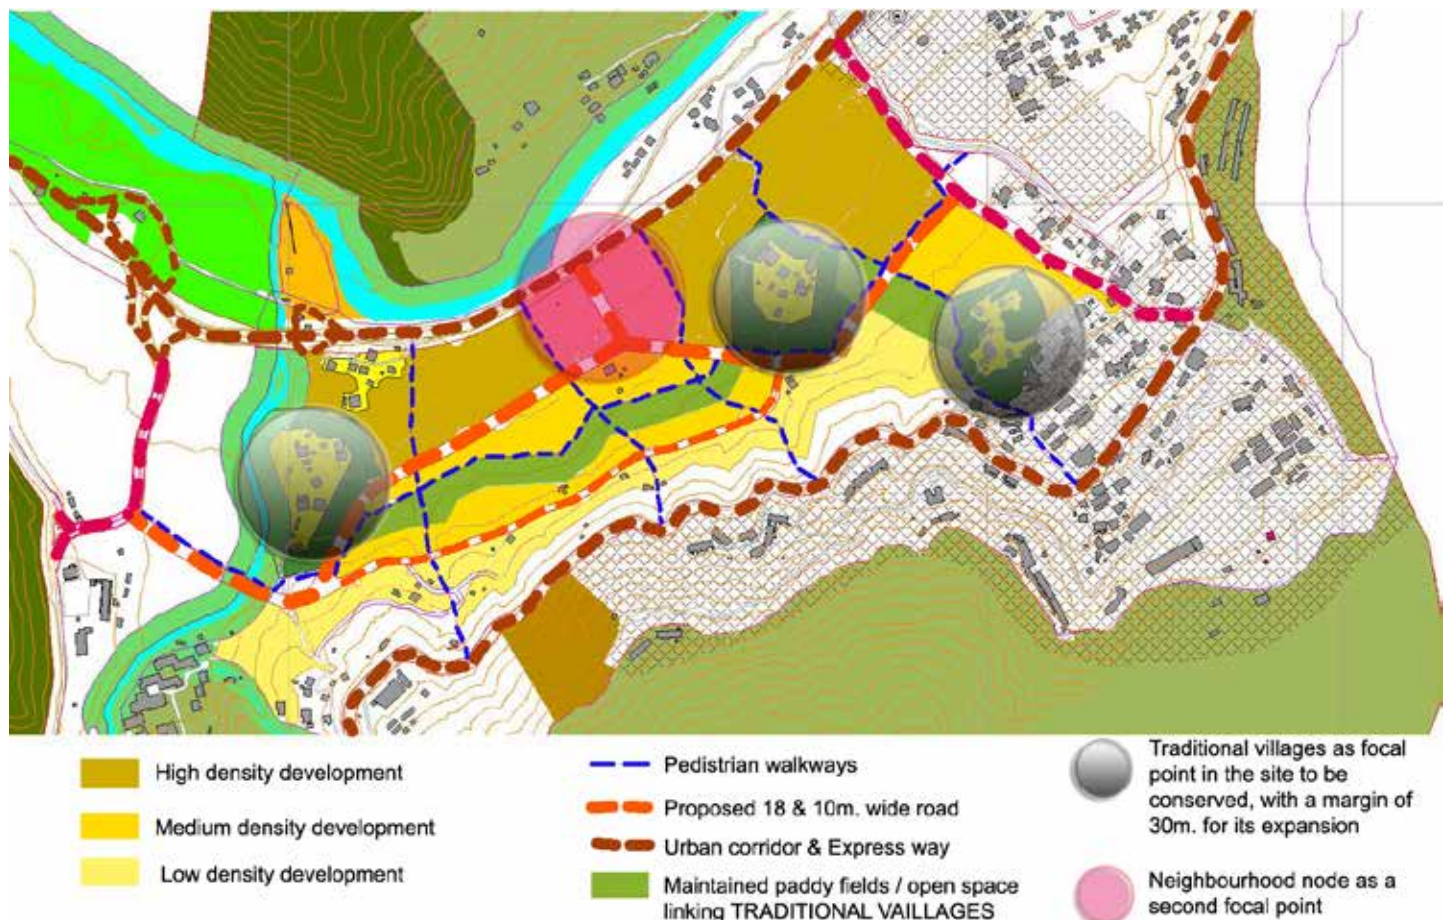 High density development
Medium density development
Low density development
Pedistrian walkways
Proposed 18 & 10m. wide road
Urban corridor & Express way
Maintained paddy fields / open space
linking TRADITIONAL VAILLAGES
Traditional villages as focal
point in the site to be
conserved, with a margin of
30m. for its expansion
Neighbourhood node as a
second focal point